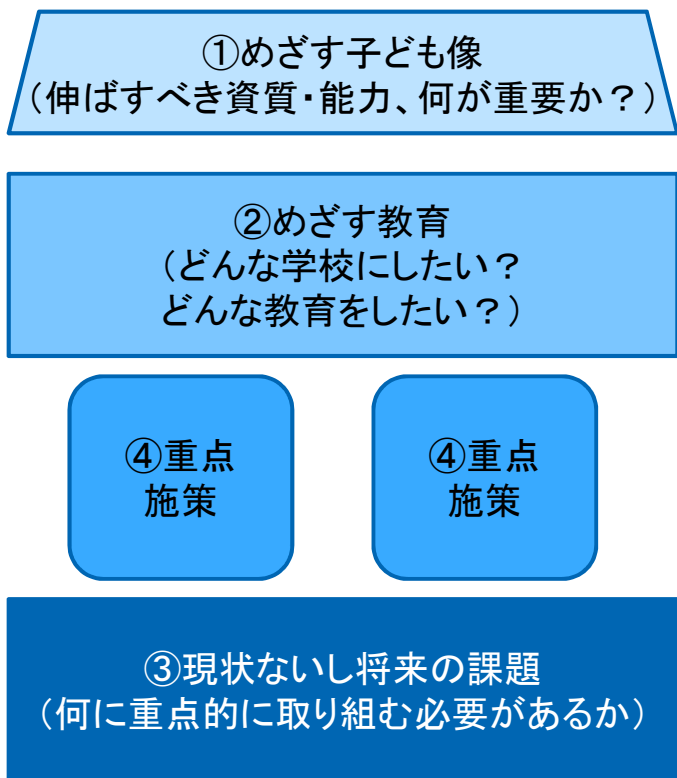 ①めざす子ども像
（伸ばすべき資質・能力、何が重要か？）
②めざす教育
（どんな学校にしたい？
どんな教育をしたい？）
④重点
施策
④重点
施策
③現状ないし将来の課題
（何に重点的に取り組む必要があるか）